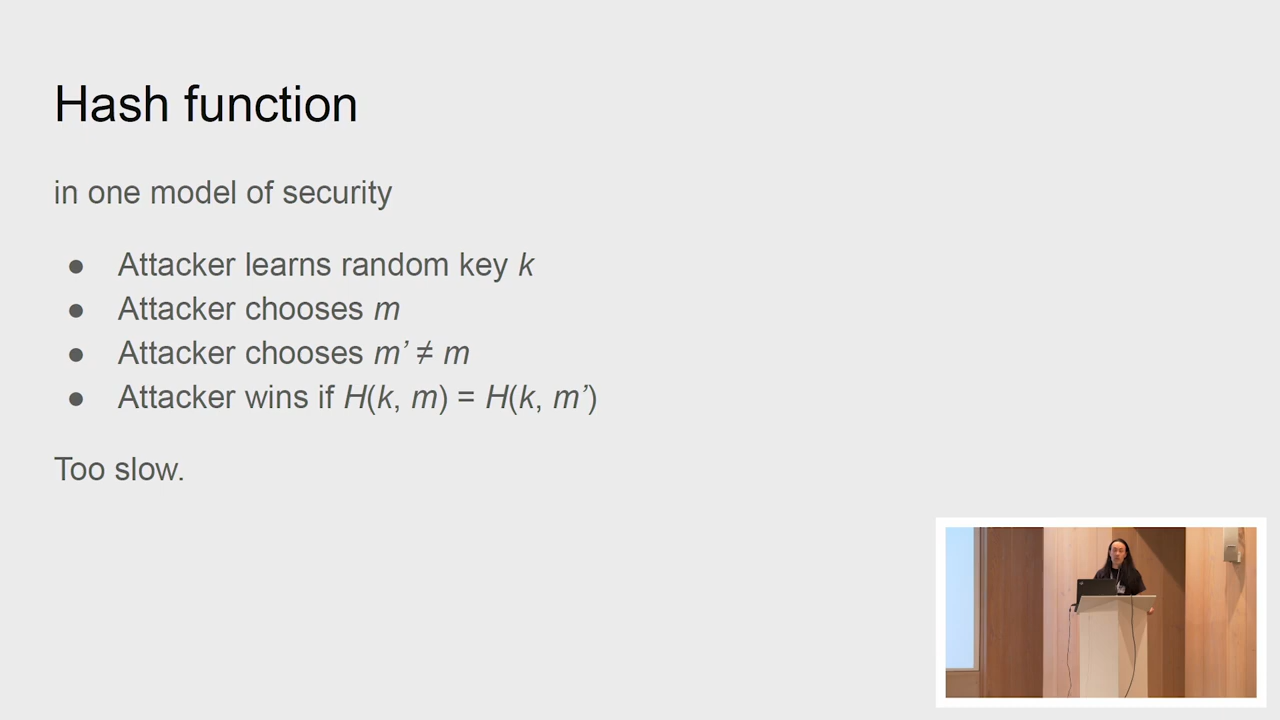 Hash function
in one model of security
● Attacker learns random key k
● Attacker chooses m
● Attacker chooses m’ ≠ m
● Attacker wins if H(k, m) = H(k, m’)
Too slow.